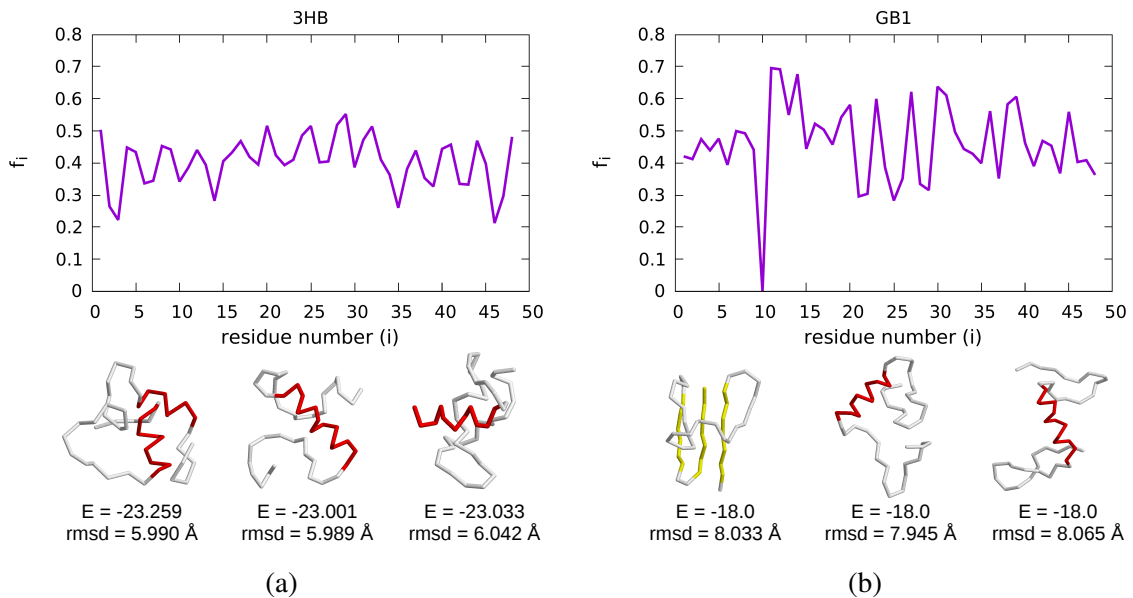 3HB
0.8
0.7
0.6
0.5
0.4
0.3
0.2
0.1
0
fi
0 5 10 15 20 25 30 35 40 45 50
residue number (i)
E = -23.259
rmsd = 5.990 Å
E = -23.001
rmsd = 5.989 Å
E = -23.033
rmsd = 6.042 Å
(a)
GB1
0.8
0.7
0.6
0.5
0.4
0.3
0.2
0.1
0
fi
0 5 10 15 20 25 30 35 40 45 50
residue number (i)
E = -18.0
rmsd = 8.033 Å
E = -18.0
rmsd = 7.945 Å
E = -18.0
rmsd = 8.065 Å
(b)